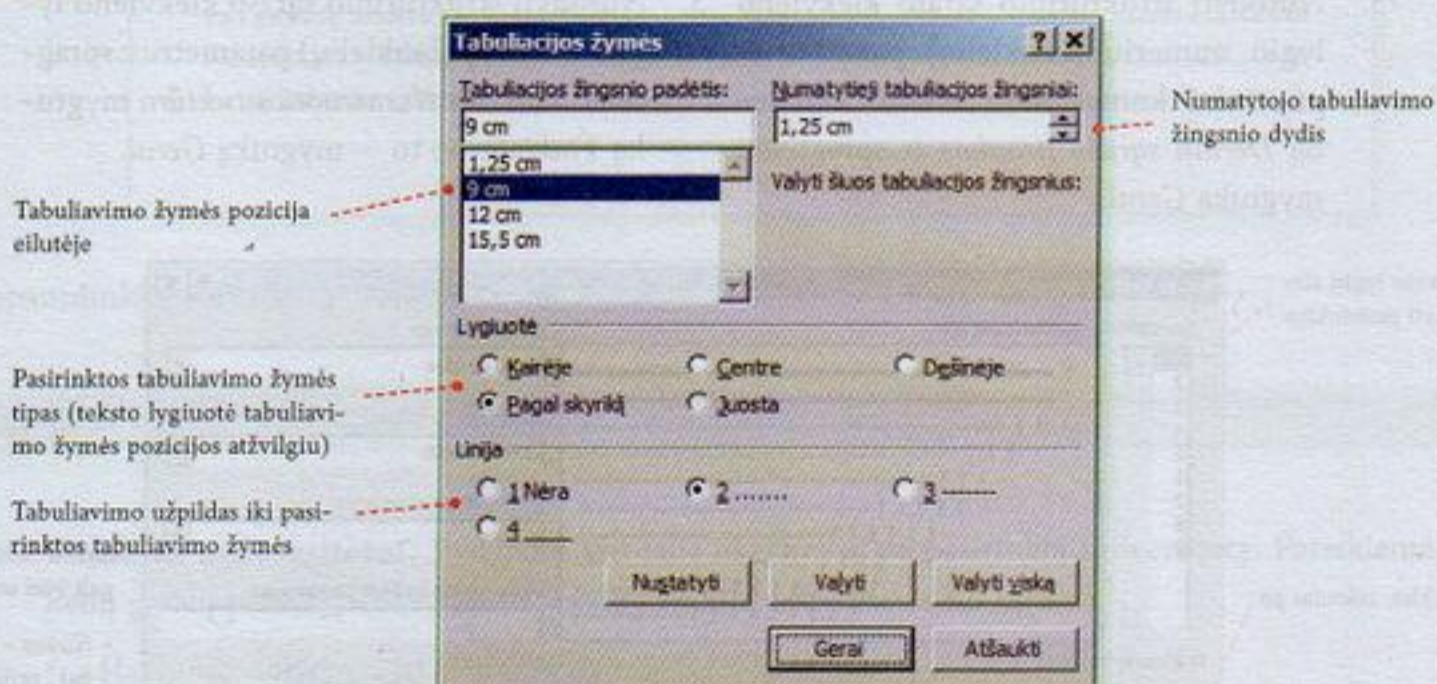 Tabuliacijos žymės
Tabuliacijos žingsnio padėtis:
9 cm
1,25 cm
9 cm
12 cm
15,5 cm
Numatytieji tabuliacijos žingsniai:
1,25 cm
Valyti šiuos tabuliacijos žingsnius:
Lygiuotė
Kairėje
Centre
Dešinėje
Pagal skyriklį
Juosta
Linija
1 Nėra
2 .......
3 -------
4 ____
Nustatyti
Valyti
Valyti viską
Gerai
Atšaukti
Numatytojo tabuliavimo
žingsnio dydis
Tabuliavimo žymės pozicija
eilutėje
Pasirinktos tabuliavimo žymės
tipas (teksto lygiuotė tabuliavi-
mo žymės pozicijos atžvilgiu)
Tabuliavimo užpildas iki pasi-
rinktos tabuliavimo žymės